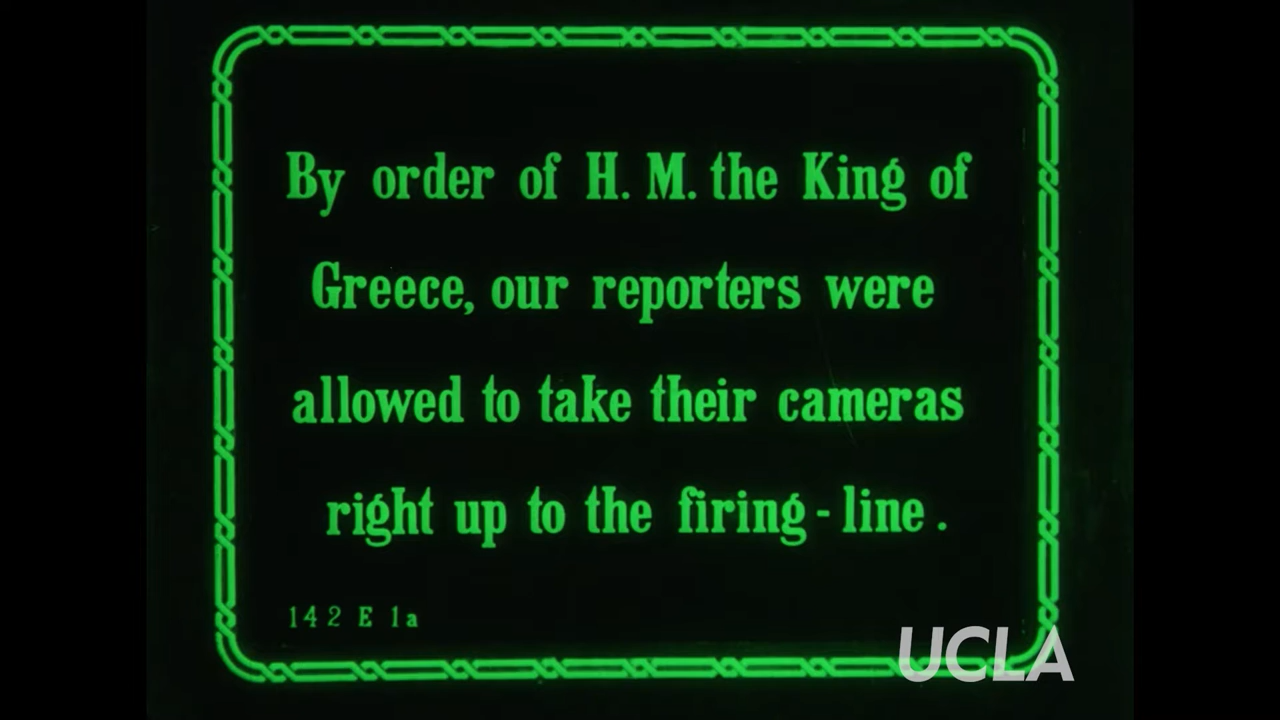 By order of H. M. the King of
Greece, our reporters were
allowed to take their cameras
right up to the firing - line .
142 E 1a
UCLA